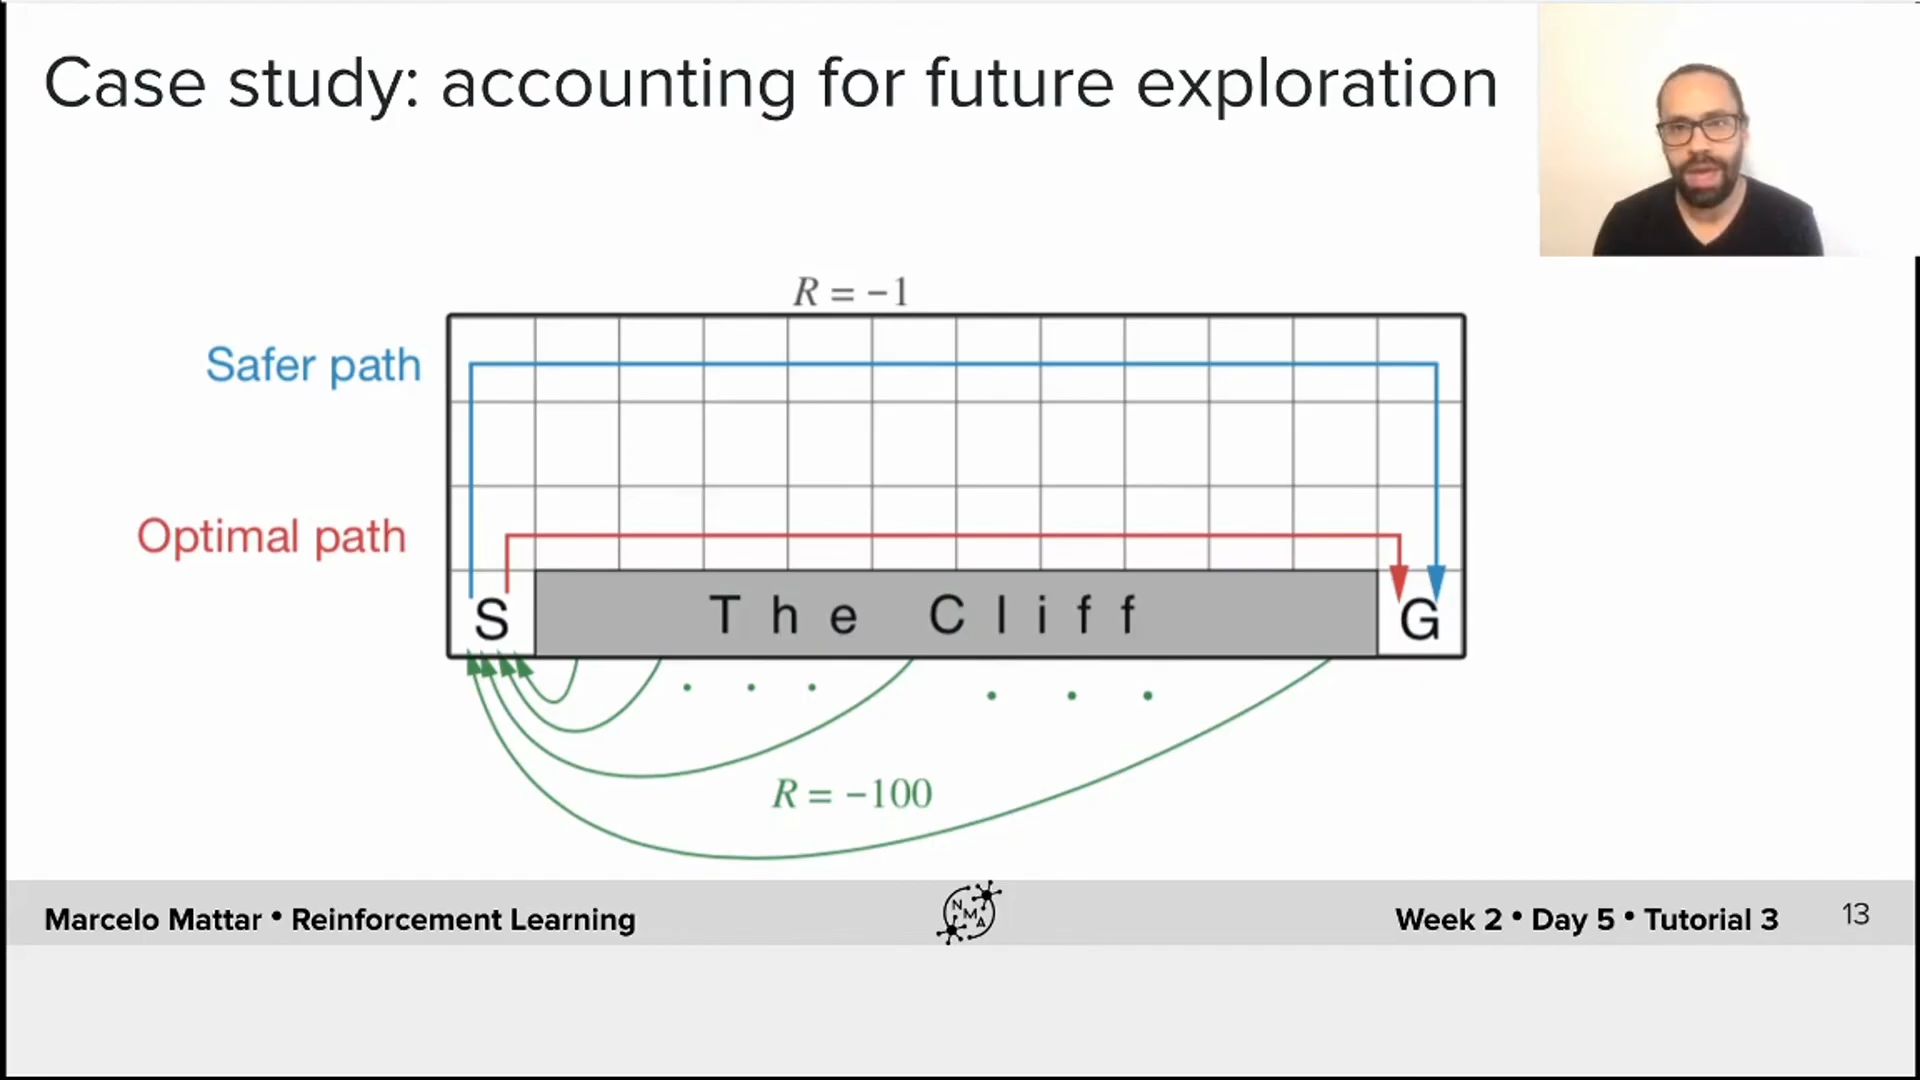 Case study: accounting for future exploration
R = −1
Safer path
Optimal path
S
The Cliff
G
R = −100
Marcelo Mattar • Reinforcement Learning
NMA
Week 2 • Day 5 • Tutorial 3
13